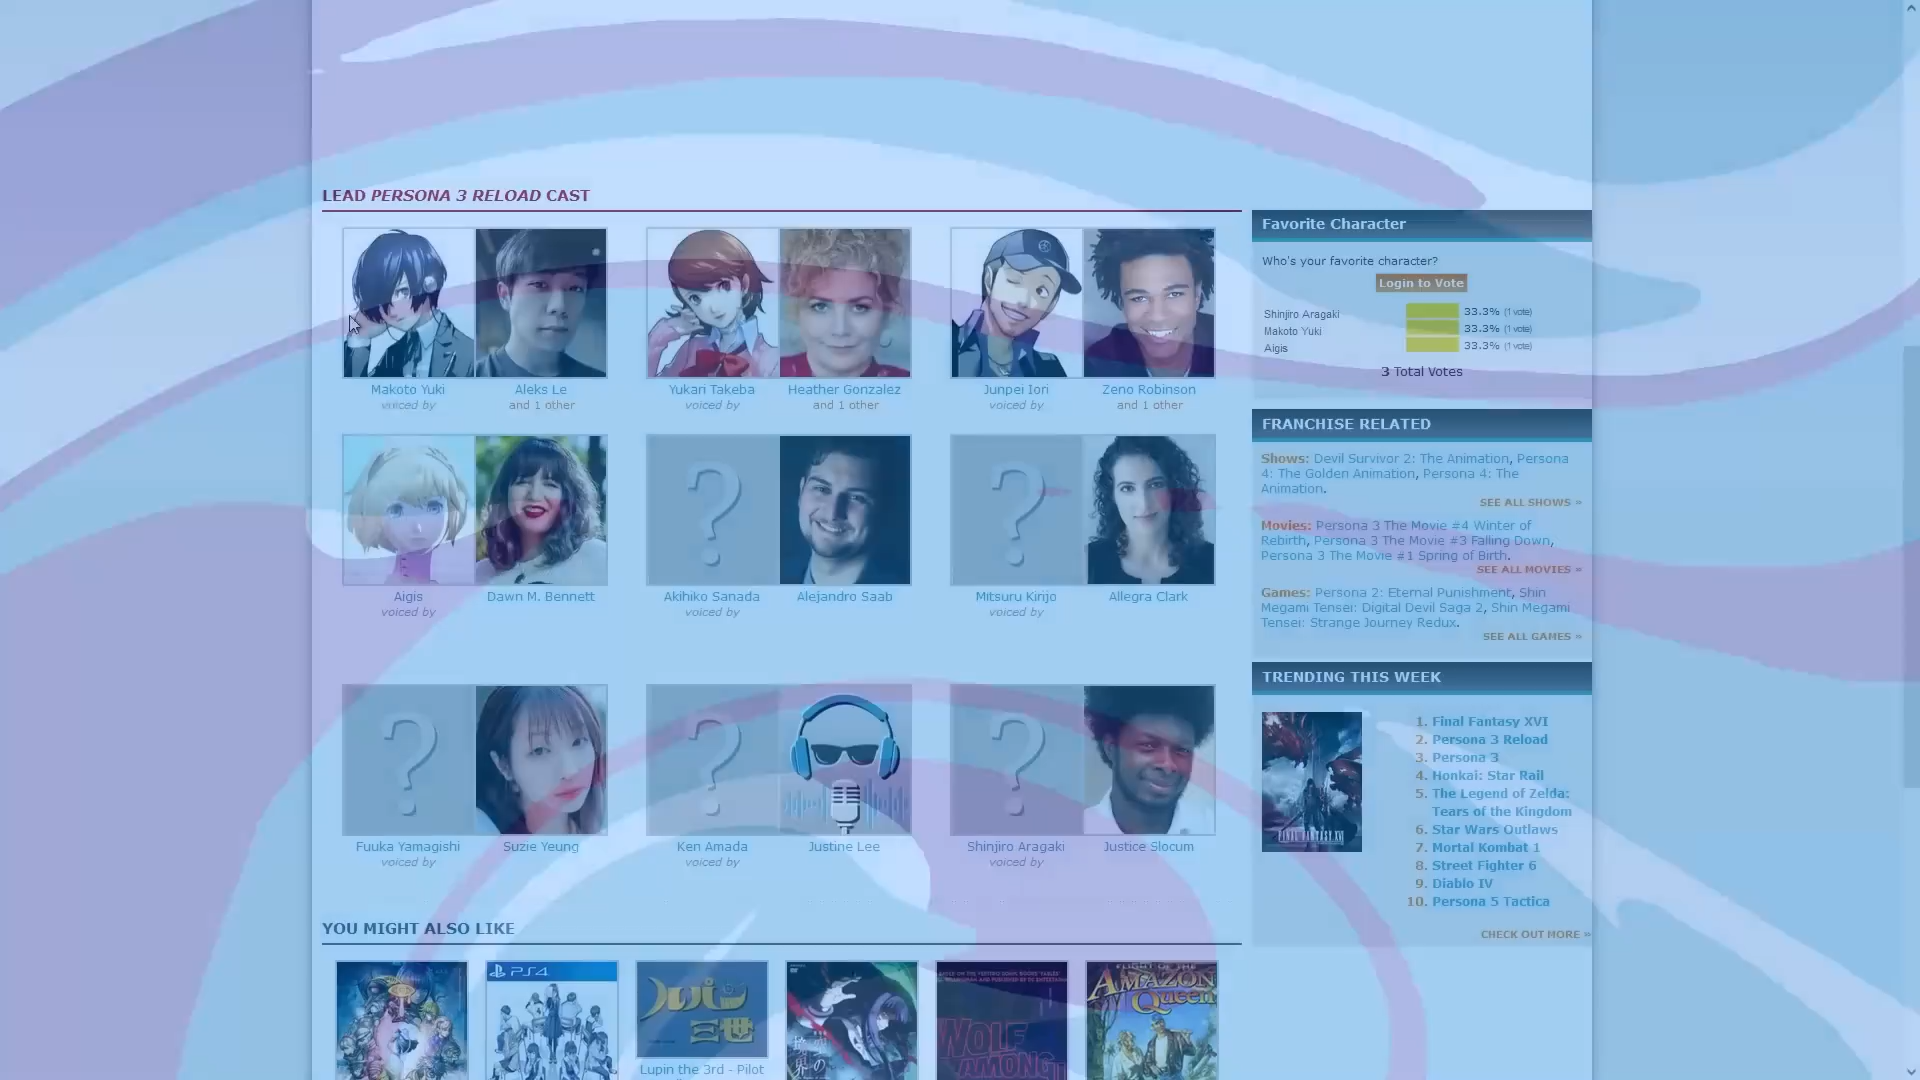 LEAD PERSONA 3 RELOAD CAST
Makoto Yuki
voiced by
Aleks Le
and 1 other
Yukari Takeba
voiced by
Heather Gonzalez
and 1 other
Junpei Iori
voiced by
Zeno Robinson
and 1 other
Aigis
voiced by
Dawn M. Bennett
Akihiko Sanada
voiced by
Alejandro Saab
Mitsuru Kirijo
voiced by
Allegra Clark
Fuuka Yamagishi
voiced by
Suzie Yeung
Ken Amada
voiced by
Justine Lee
Shinjiro Aragaki
voiced by
Justice Slocum
YOU MIGHT ALSO LIKE
PS4
Lupin the 3rd - Pilot
WOLF
AMONG
FLIGHT OF THE
AMAZON
Queen
Favorite Character
Who's your favorite character?
Login to Vote
Shinjiro Aragaki 33.3% (1 vote)
Makoto Yuki 33.3% (1 vote)
Aigis 33.3% (1 vote)
3 Total Votes
FRANCHISE RELATED
Shows: Devil Survivor 2: The Animation, Persona
4: The Golden Animation, Persona 4: The
Animation.
SEE ALL SHOWS »
Movies: Persona 3 The Movie #4 Winter of
Rebirth, Persona 3 The Movie #3 Falling Down,
Persona 3 The Movie #1 Spring of Birth.
SEE ALL MOVIES »
Games: Persona 2: Eternal Punishment, Shin
Megami Tensei: Digital Devil Saga 2, Shin Megami
Tensei: Strange Journey Redux.
SEE ALL GAMES »
TRENDING THIS WEEK
FINAL FANTASY XVI
1. Final Fantasy XVI
2. Persona 3 Reload
3. Persona 3
4. Honkai: Star Rail
5. The Legend of Zelda:
Tears of the Kingdom
6. Star Wars Outlaws
7. Mortal Kombat 1
8. Street Fighter 6
9. Diablo IV
10. Persona 5 Tactica
CHECK OUT MORE »